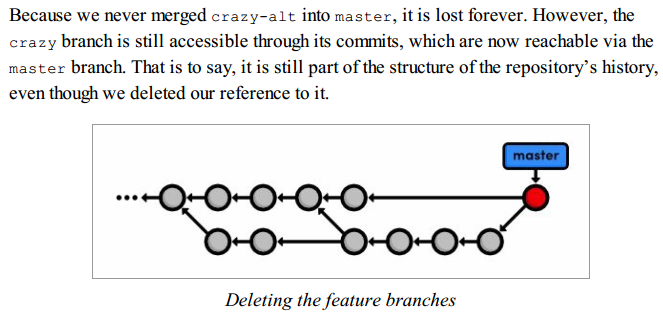 Because we never merged crazy-alt into master, it is lost forever. However, the
crazy branch is still accessible through its commits, which are now reachable via the
master branch. That is to say, it is still part of the structure of the repository’s history,
even though we deleted our reference to it.
master
Deleting the feature branches